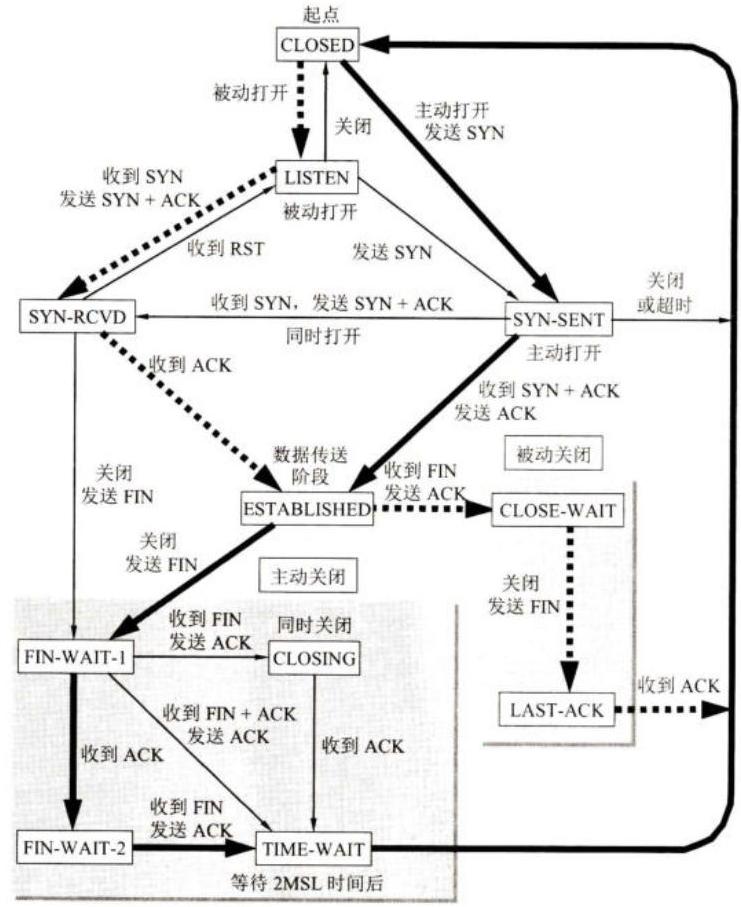 起点
CLOSED
被动打开
关闭
主动打开
发送 SYN
收到 SYN
发送 SYN + ACK
LISTEN
被动打开
收到 RST
发送 SYN
关闭
或超时
SYN-RCVD
收到 SYN，发送 SYN + ACK
同时打开
SYN-SENT
主动打开
收到 ACK
收到 SYN + ACK
发送 ACK
关闭
发送 FIN
数据传送
阶段
ESTABLISHED
收到 FIN
发送 ACK
被动关闭
CLOSE-WAIT
关闭
发送 FIN
主动关闭
关闭
发送 FIN
FIN-WAIT-1
收到 FIN
发送 ACK
同时关闭
CLOSING
LAST-ACK
收到 ACK
收到 ACK
收到 FIN + ACK
发送 ACK
收到 ACK
FIN-WAIT-2
收到 FIN
发送 ACK
TIME-WAIT
等待 2MSL 时间后